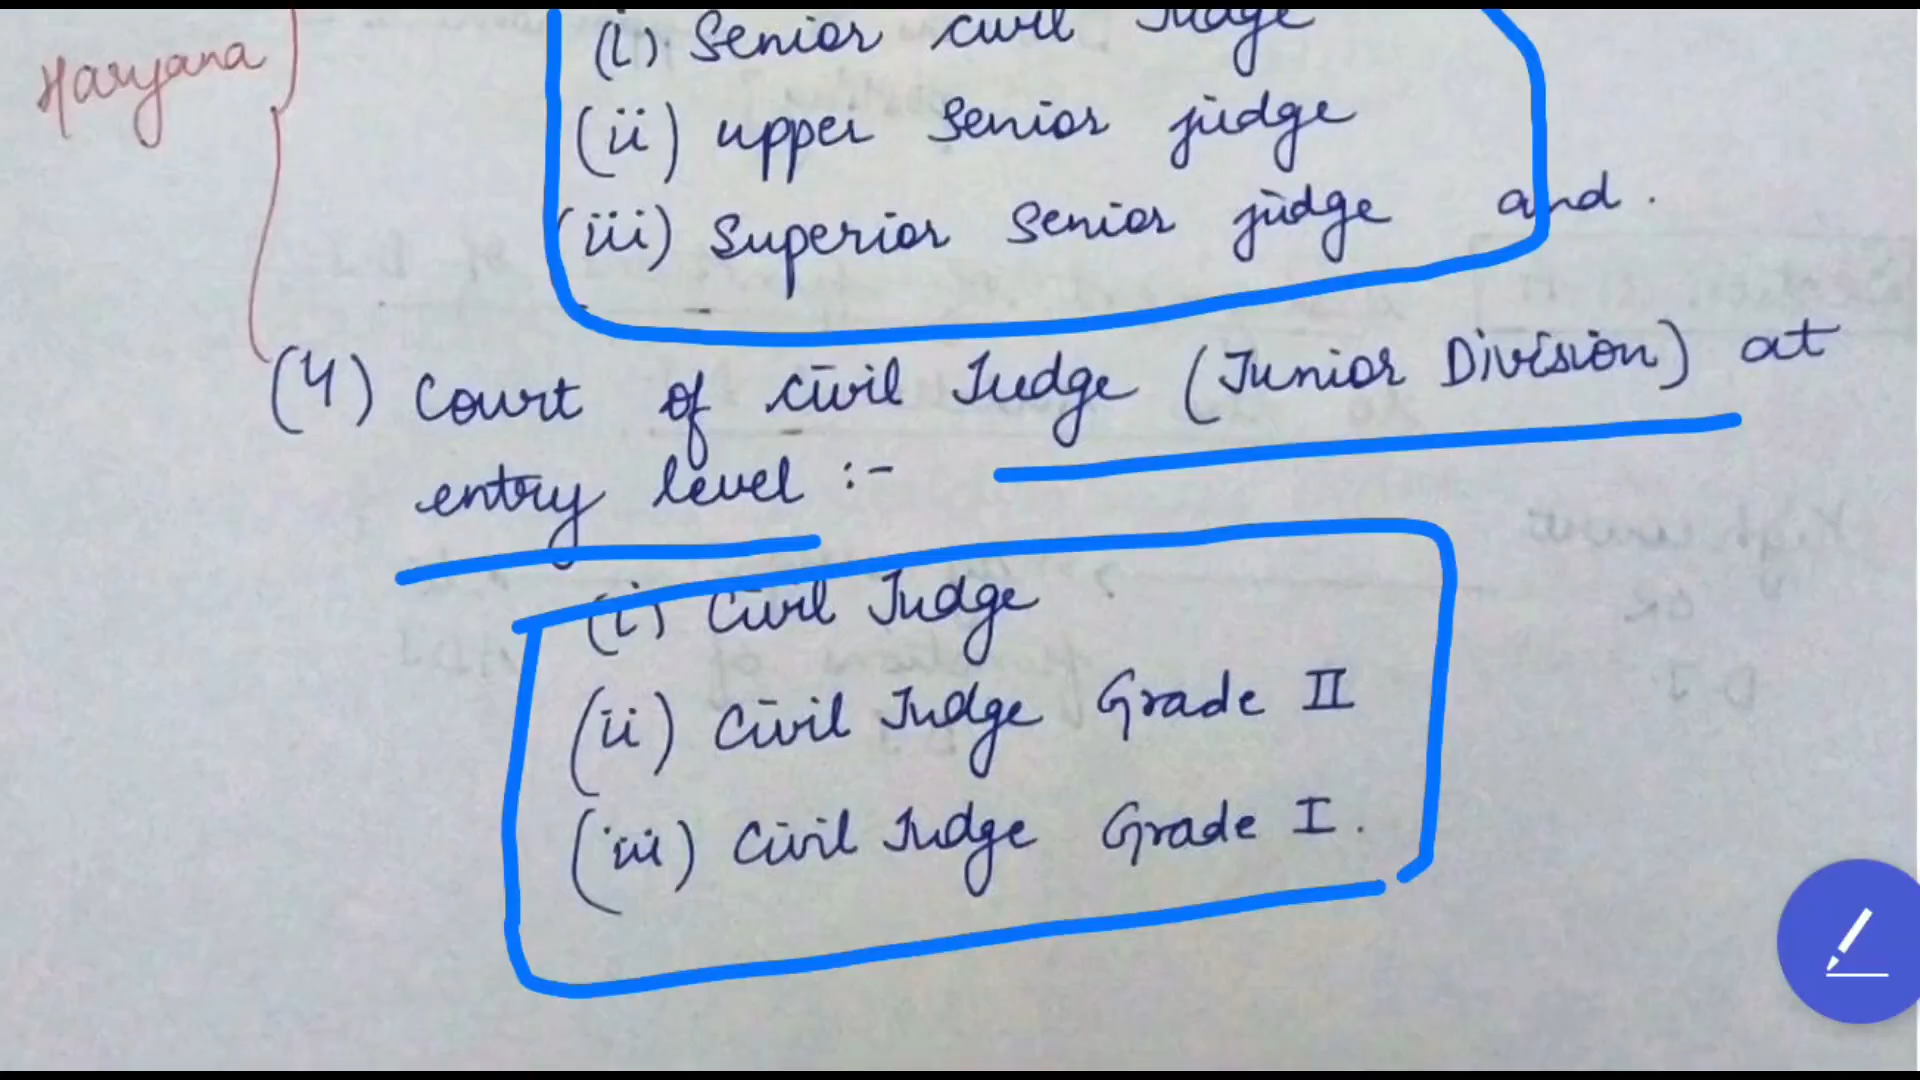 Haryana
(i) Senior civil Judge
(ii) upper Senior judge
(iii) Superior Senior judge and.
(4) Court of civil Judge (Junior Division) at
entry level :-
(i) Civil Judge
(ii) Civil Judge Grade II
(iii) Civil Judge Grade I.